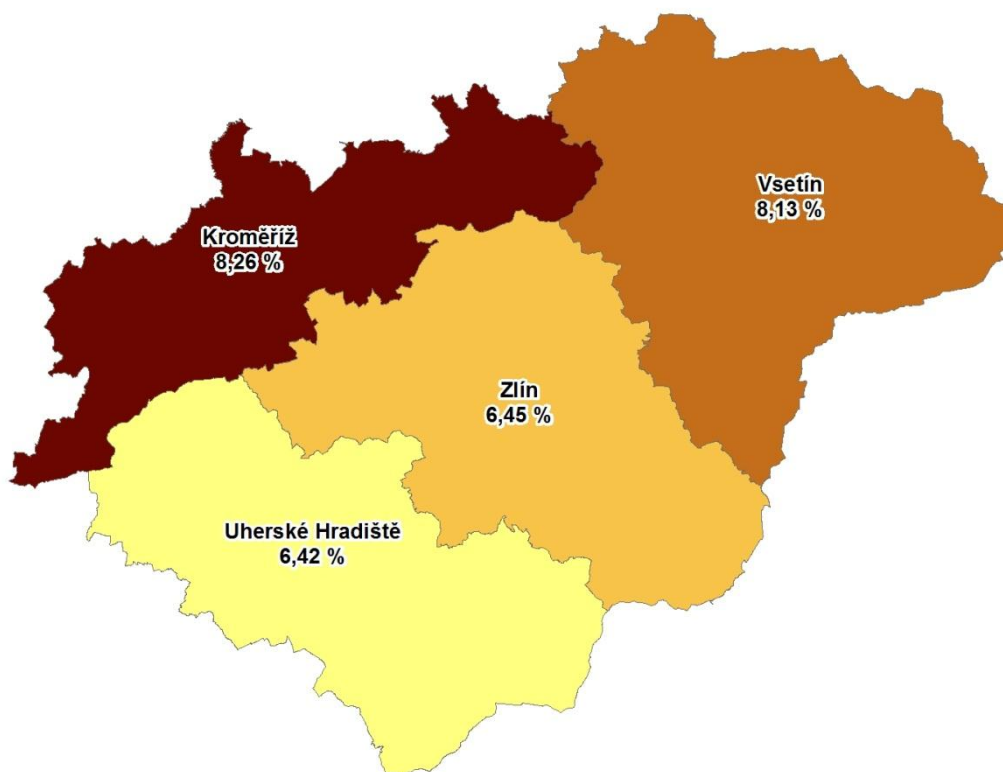 Vsetín
8,13 %
Kroměříž
8,26 %
Zlín
6,45 %
Uherské Hradiště
6,42 %